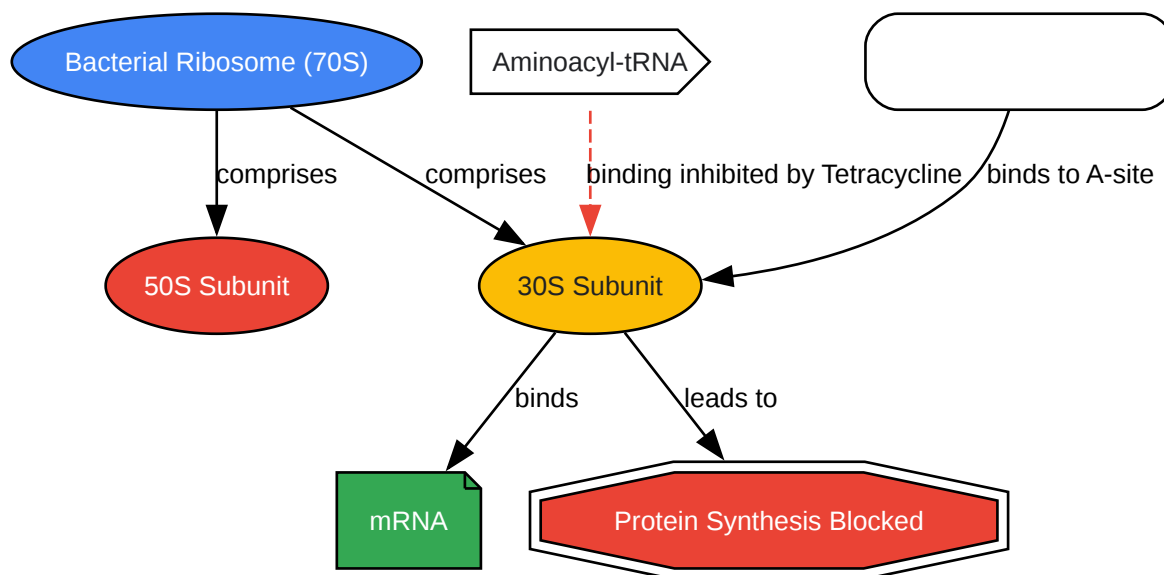 Bacterial Ribosome (70S)
Aminoacyl-tRNA
comprises
comprises
binding inhibited by Tetracycline
binds to A-site
50S Subunit
30S Subunit
binds
leads to
mRNA
Protein Synthesis Blocked